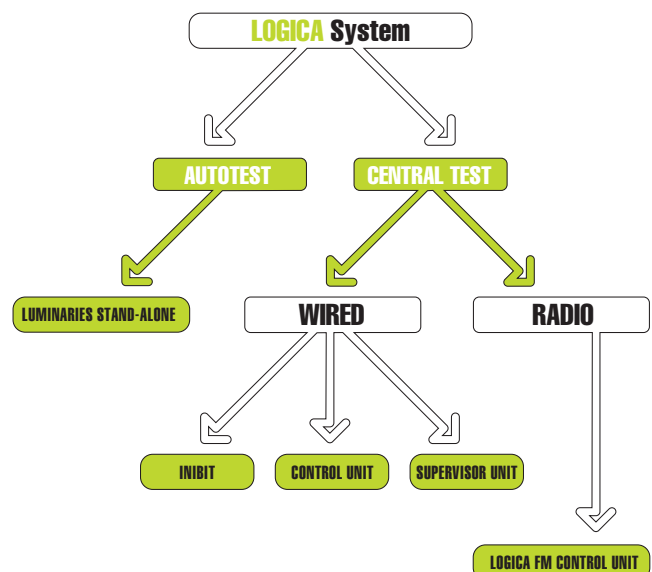 LOGICA System
AUTOTEST
CENTRAL TEST
LUMINARIES STAND-ALONE
WIRED
RADIO
INIBIT
CONTROL UNIT
SUPERVISOR UNIT
LOGICA FM CONTROL UNIT